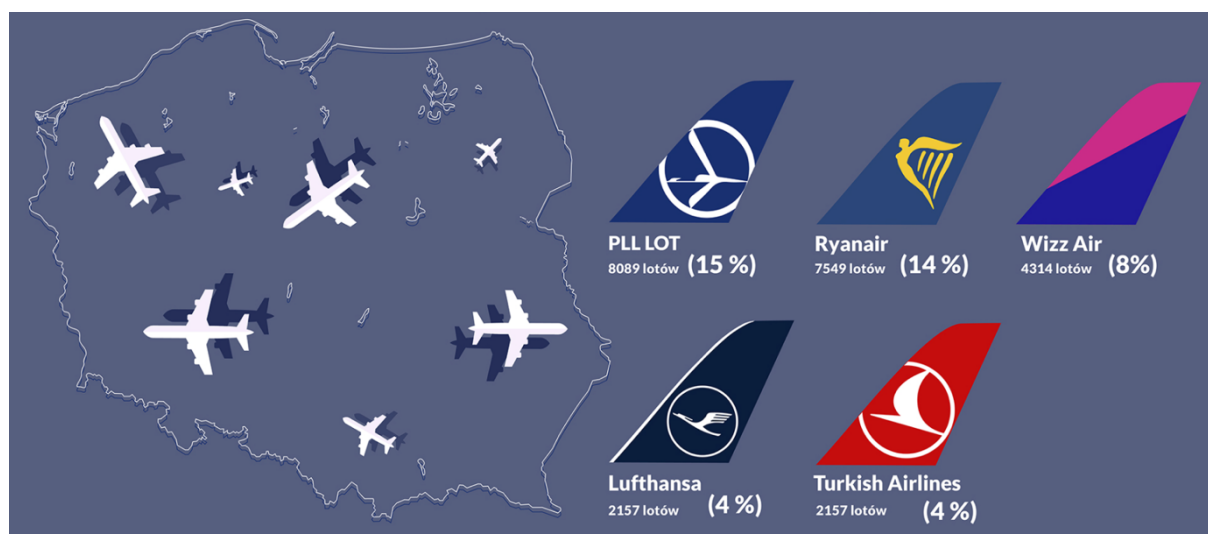 PLL LOT
8089 lotów (15 %)
Ryanair
7549 lotów (14 %)
Wizz Air
4314 lotów (8%)
Lufthansa
2157 lotów (4 %)
Turkish Airlines
2157 lotów (4 %)